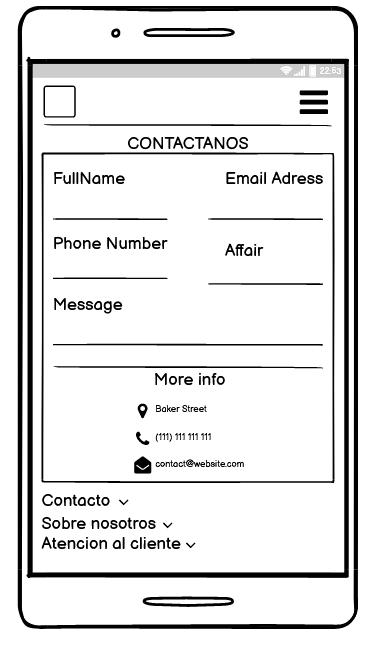 22:53
CONTACTANOS
FullName Email Adress
Phone Number Affair
Message
More info
Baker Street
(111) 111 111 111
contact@website.com
Contacto
Sobre nosotros
Atencion al cliente